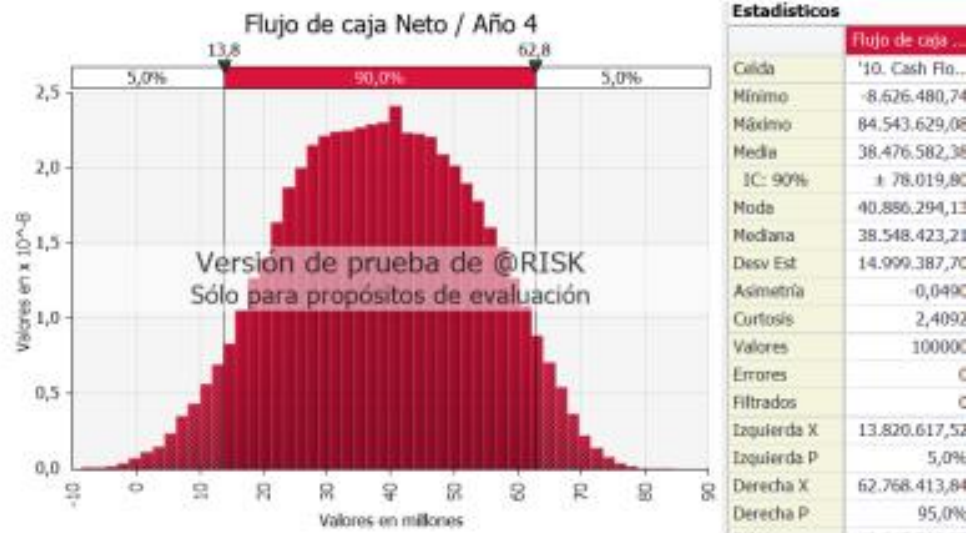 Flujo de caja Neto / Año 4
13,8 62,8
5,0% 90,0% 5,0%
2,5
2,0
1,5
1,0
0,5
0,0
Valores en x 10^-8
Versión de prueba de @RISK
Sólo para propósitos de evaluación
-10 0 10 20 30 40 50 60 70 80 90
Valores en millones
Estadísticos
Flujo de caja ...
Celda '10. Cash Flo...
Mínimo -8.626.480,74
Máximo 84.543.629,08
Media 38.476.582,38
IC: 90% ± 78.019,80
Moda 40.886.294,13
Mediana 38.548.423,21
Desv Est 14.999.387,70
Asimetría -0,0490
Curtosis 2,4092
Valores 100000
Errores 0
Filtrados 0
Izquierda X 13.820.617,52
Izquierda P 5,0%
Derecha X 62.768.413,84
Derecha P 95,0%